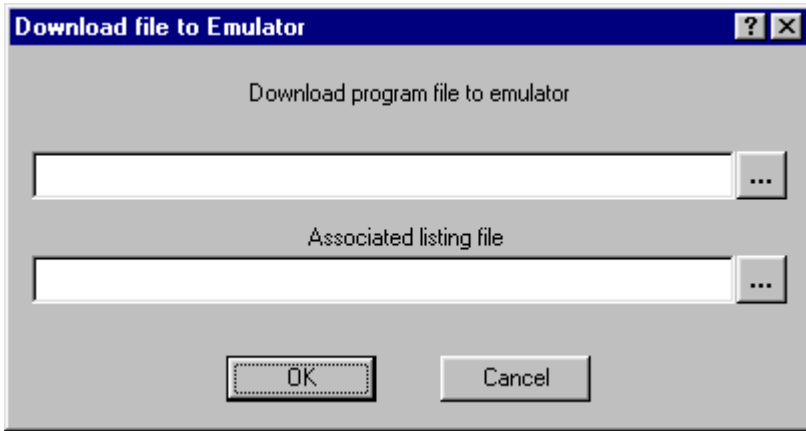 Download file to Emulator
?
Download program file to emulator
...
Associated listing file
...
OK
Cancel